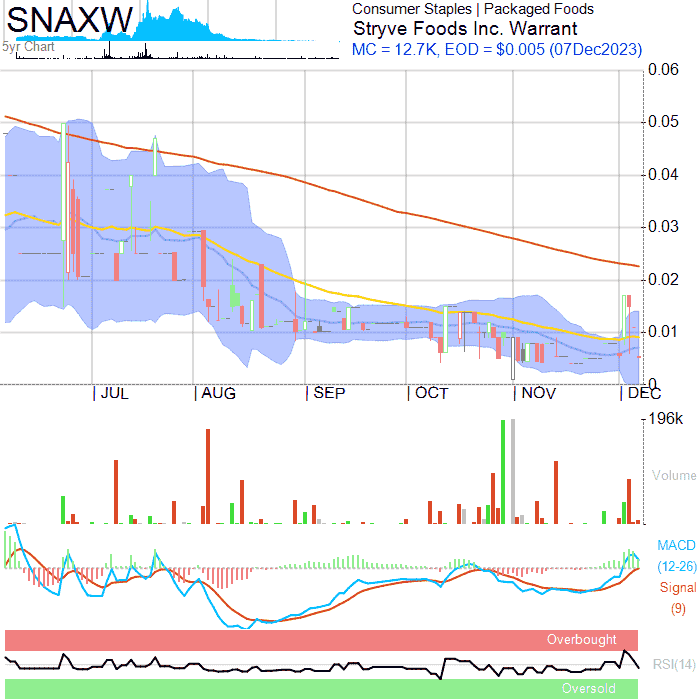 SNAXW
5yr Chart
Consumer Staples | Packaged Foods
Stryve Foods Inc. Warrant
MC = 12.7K, EOD = $0.005 (07Dec2023)
0.06
0.05
0.04
0.03
0.02
0.01
0
JUL AUG SEP OCT NOV DEC
196k
Volume
MACD
(12-26)
Signal
(9)
Overbought
RSI(14)
Oversold